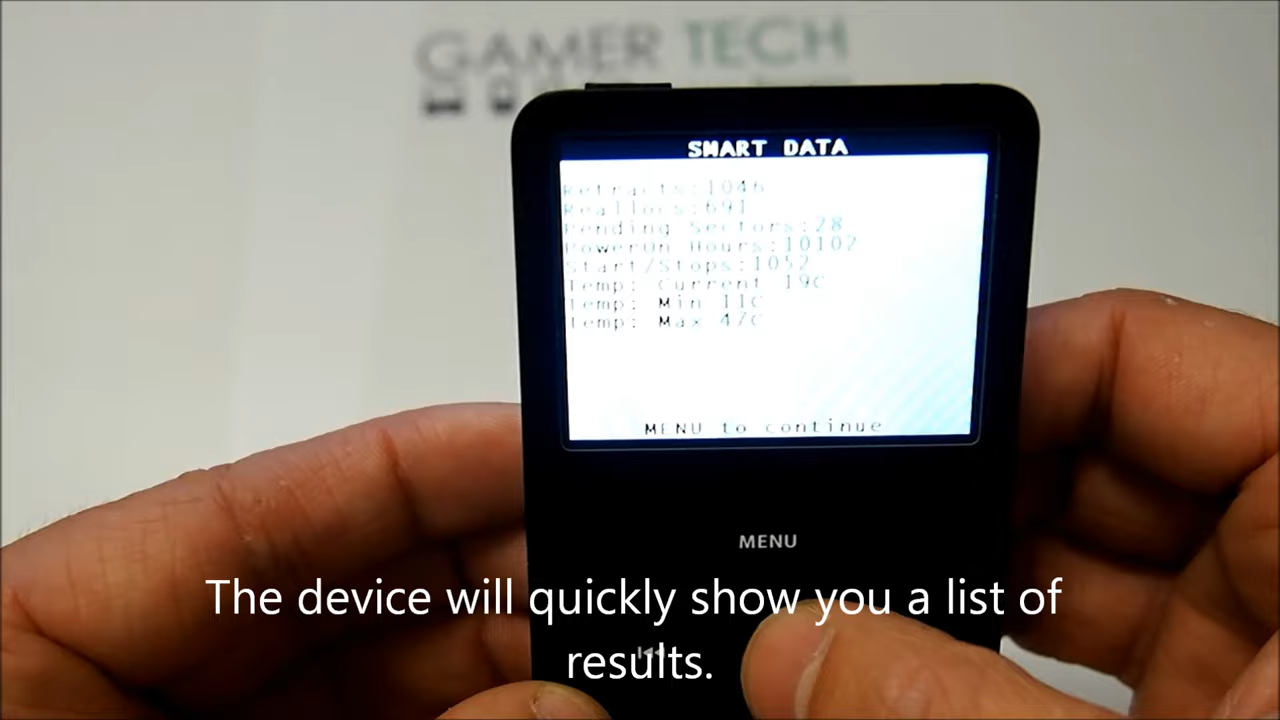 GAMER TECH
SMART DATA
Retracts:1046
Reallocs:691
Pending Sectors:28
PowerOn Hours:10102
Start/Stops:1052
Temp: Current 19C
Temp: Min 11C
Temp: Max 47C
MENU to continue
MENU
The device will quickly show you a list of
results.